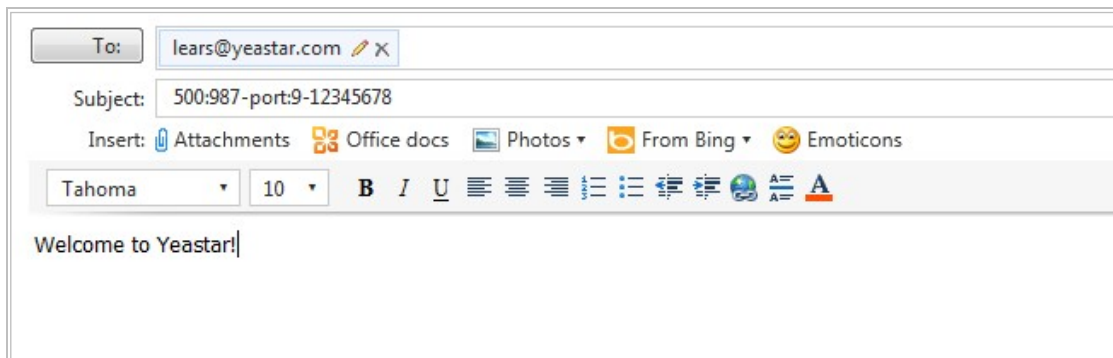 To: lears@yeastar.com
Subject: 500:987-port:9-12345678
Insert: Attachments Office docs Photos From Bing Emoticons
Tahoma 10 B I U A
Welcome to Yeastar!